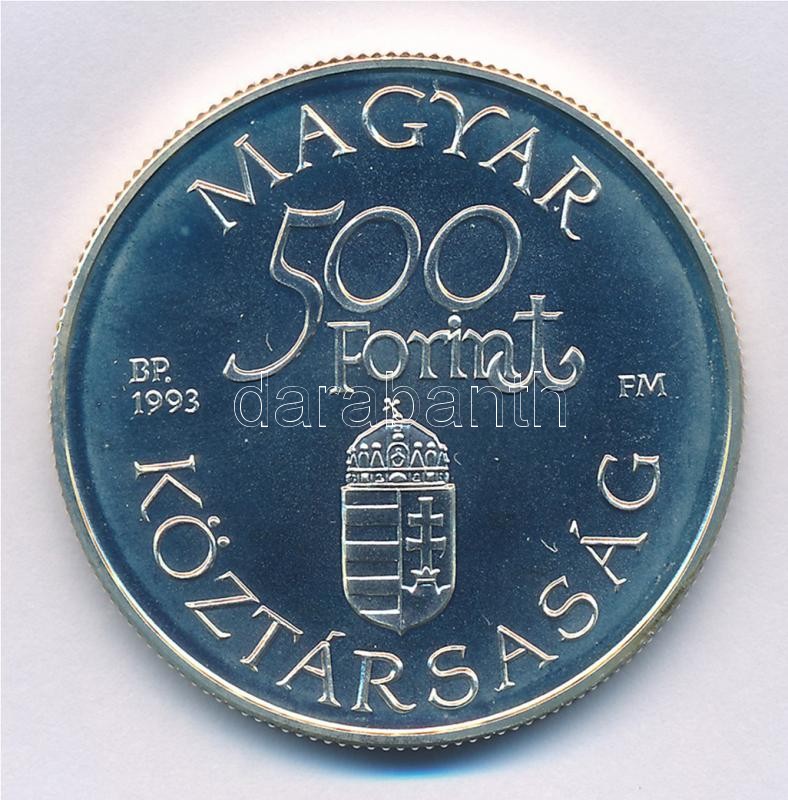 MAGYAR
500
Forint
BP.
1993
FM
darabanth
KÖZTÁRSASÁG